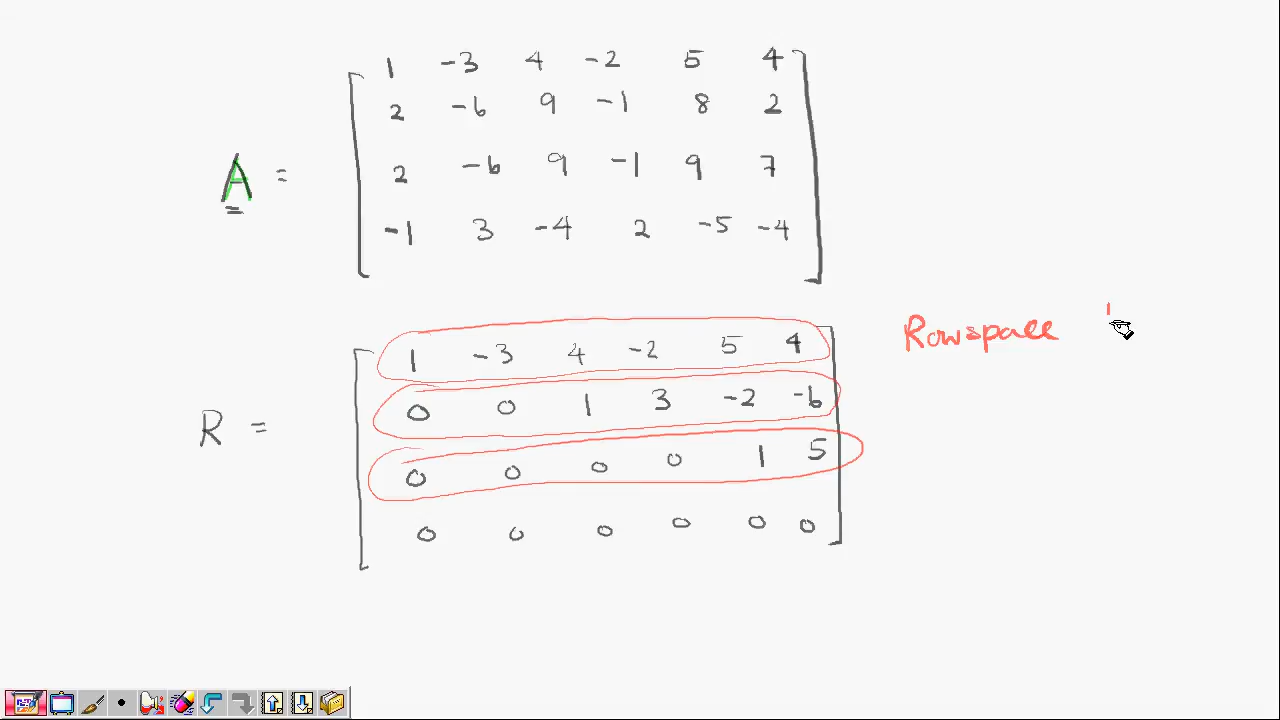 1 -3 4 -2 5 4
2 -6 9 -1 8 2
A = 2 -6 9 -1 9 7
-1 3 -4 2 -5 -4
Rowspace
1 -3 4 -2 5 4
R = 0 0 1 3 -2 -6
0 0 0 0 1 5
0 0 0 0 0 0